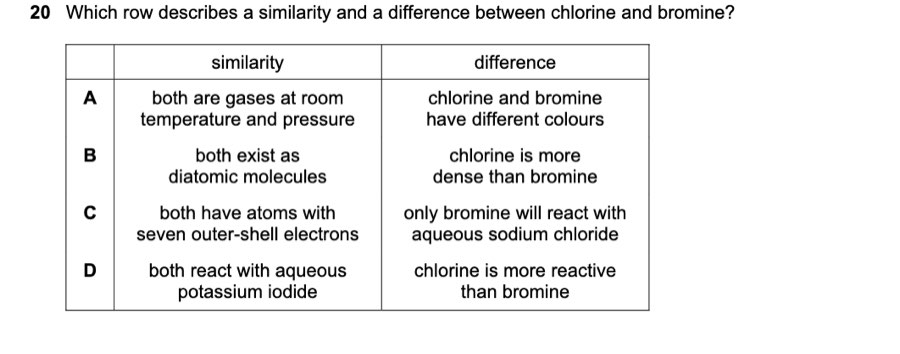 20 Which row describes a similarity and a difference between chlorine and bromine?
similarity difference
A both are gases at room temperature and pressure chlorine and bromine have different colours
B both exist as diatomic molecules chlorine is more dense than bromine
C both have atoms with seven outer-shell electrons only bromine will react with aqueous sodium chloride
D both react with aqueous potassium iodide chlorine is more reactive than bromine